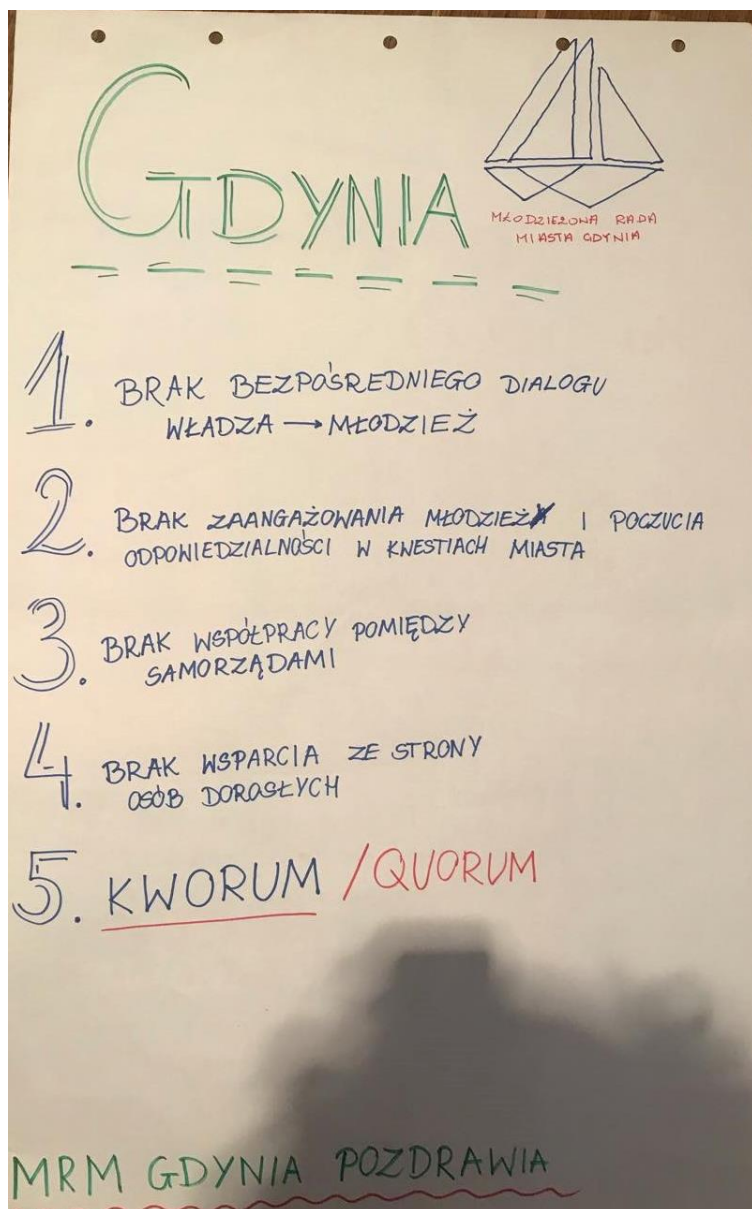 GDYNIA
MŁODZIEŻOWA RADA
MIASTA GDYNIA
1. BRAK BEZPOŚREDNIEGO DIALOGU
WŁADZA → MŁODZIEŻ
2. BRAK ZAANGAŻOWANIA MŁODZIEŻY I POCZUCIA
ODPOWIEDZIALNOŚCI W KWESTIACH MIASTA
3. BRAK WSPÓŁPRACY POMIĘDZY
SAMORZĄDAMI
4. BRAK WSPARCIA ZE STRONY
OSÓB DOROSŁYCH
5. KWORUM / QUORUM
MRM GDYNIA POZDRAWIA